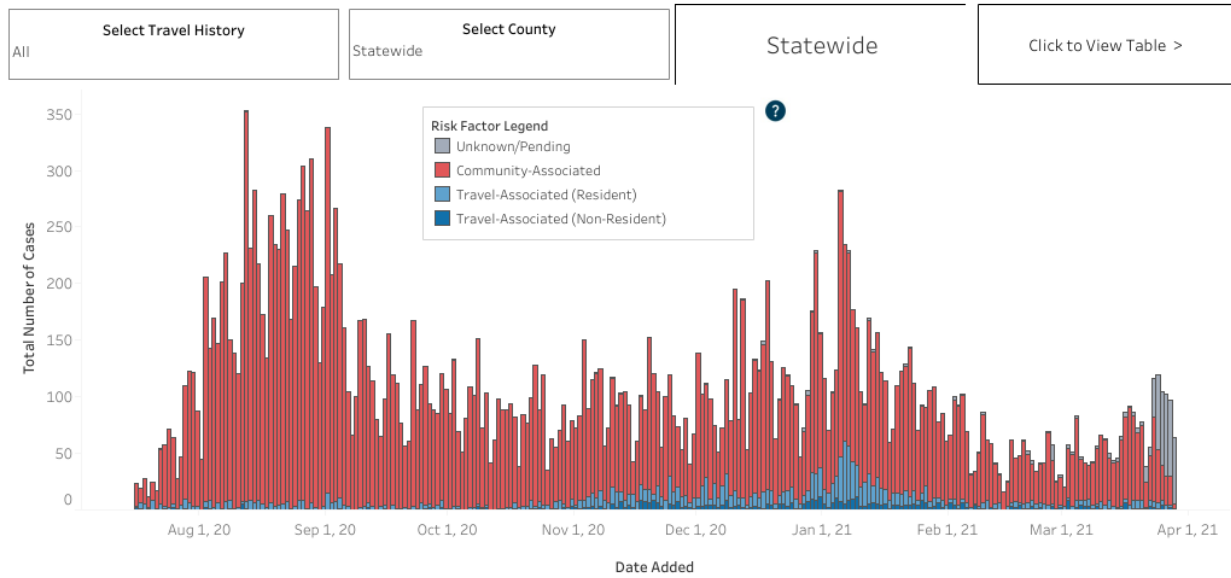 Select Travel History
All
Select County
Statewide
Statewide
Click to View Table >
Risk Factor Legend
Unknown/Pending
Community-Associated
Travel-Associated (Resident)
Travel-Associated (Non-Resident)
?
Total Number of Cases
350
300
250
200
150
100
50
0
Aug 1, 20
Sep 1, 20
Oct 1, 20
Nov 1, 20
Dec 1, 20
Jan 1, 21
Feb 1, 21
Mar 1, 21
Apr 1, 21
Date Added